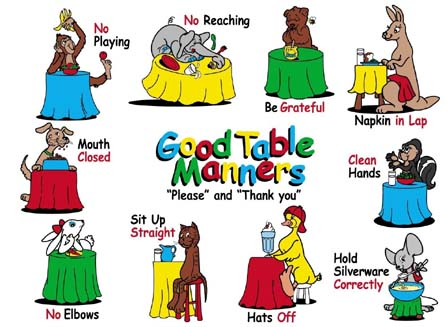 No
Playing
No Reaching
Be Grateful
Napkin in Lap
Mouth
Closed
Good Table
Manners
"Please" and "Thank you"
Clean
Hands
No Elbows
Sit Up
Straight
Hats Off
Hold
Silverware
Correctly